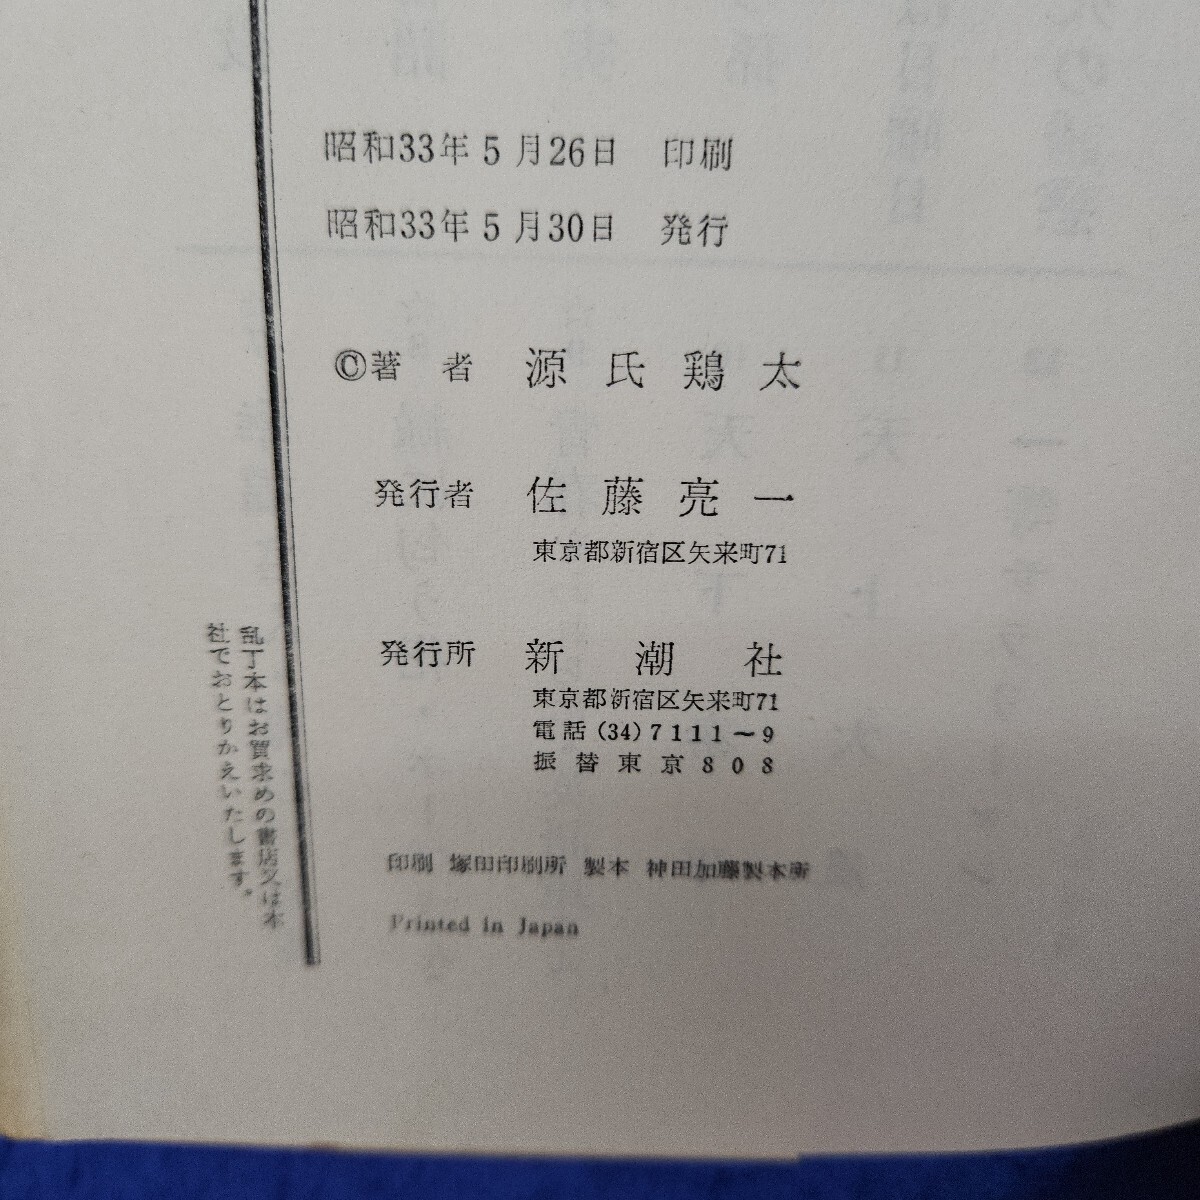 昭和33年5月26日 印刷
昭和33年5月30日 発行
©著者 源氏鶏太
発行者 佐藤亮一
東京都新宿区矢来町71
発行所 新潮社
東京都新宿区矢来町71
電話(34)7111~9
振替東京808
印刷 塚田印刷所 製本 神田加藤製本所
Printed in Japan
乱丁本はお買求めの書店又は本
社でおとりかえいたします。